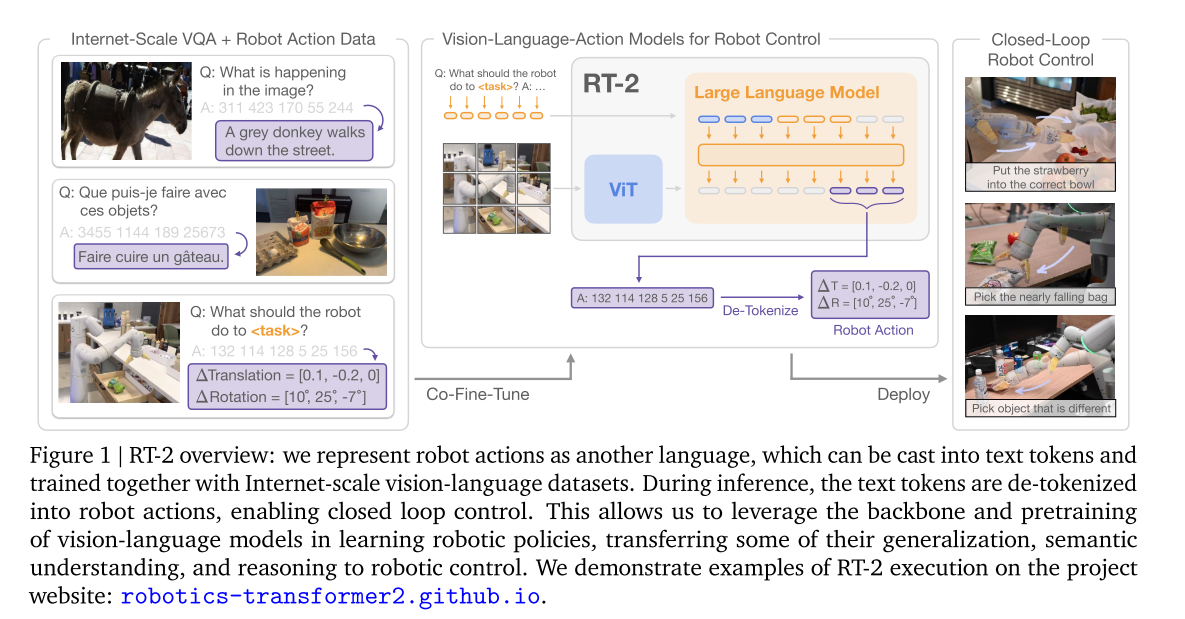 Internet-Scale VQA + Robot Action Data
Q: What is happening
in the image?
A: 311 423 170 55 244
A grey donkey walks
down the street.
Q: Que puis-je faire avec
ces objets?
A: 3455 1144 189 25673
Faire cuire un gâteau.
Q: What should the robot
do to <task>?
A: 132 114 128 5 25 156
ΔTranslation = [0.1, -0.2, 0]
ΔRotation = [10°, 25°, -7°]
Co-Fine-Tune
Vision-Language-Action Models for Robot Control
Q: What should the robot
do to <task>? A: …
RT-2
Large Language Model
ViT
A: 132 114 128 5 25 156
De-Tokenize
ΔT = [0.1, -0.2, 0]
ΔR = [10°, 25°, -7°]
Robot Action
Deploy
Closed-Loop
Robot Control
Put the strawberry
into the correct bowl
Pick the nearly falling bag
Pick object that is different
Figure 1 | RT-2 overview: we represent robot actions as another language, which can be cast into text tokens and
trained together with Internet-scale vision-language datasets. During inference, the text tokens are de-tokenized
into robot actions, enabling closed loop control. This allows us to leverage the backbone and pretraining
of vision-language models in learning robotic policies, transferring some of their generalization, semantic
understanding, and reasoning to robotic control. We demonstrate examples of RT-2 execution on the project
website: robotics-transformer2.github.io.